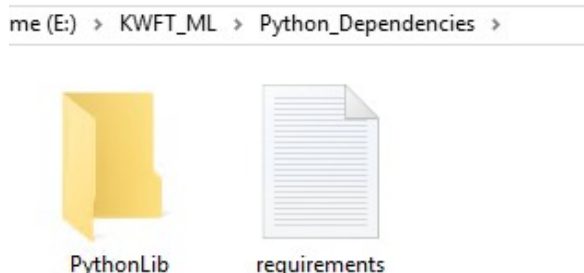 me (E:) > KWFT_ML > Python_Dependencies >
PythonLib
requirements